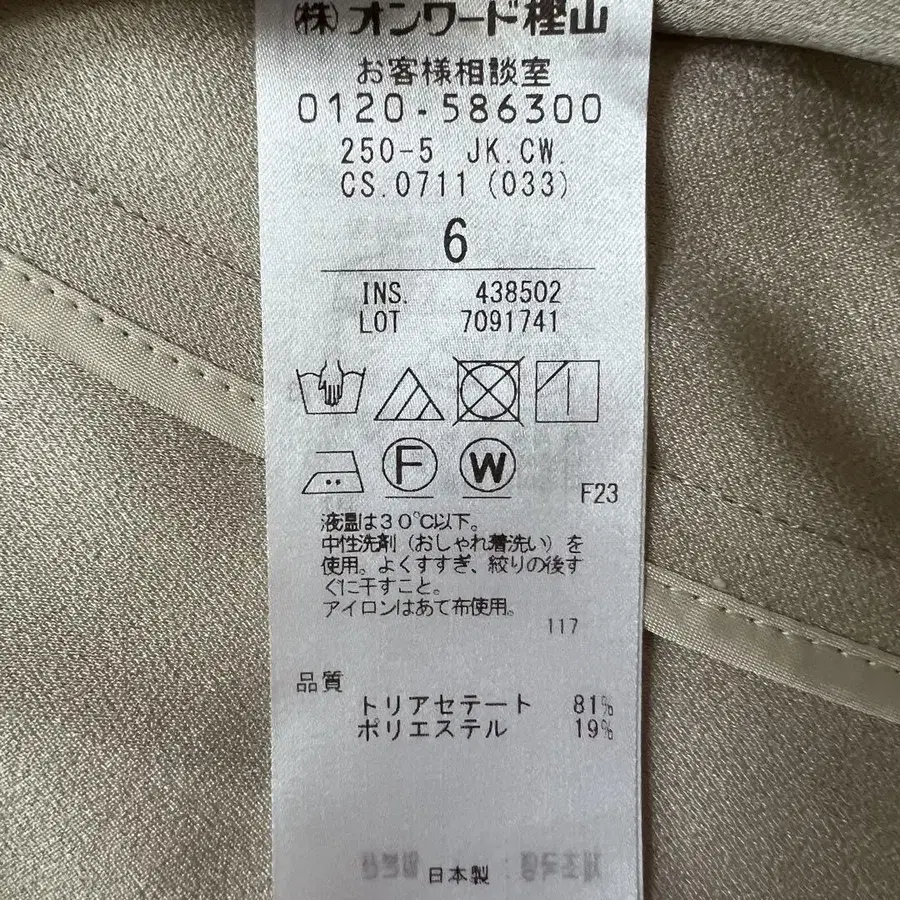 ㈱オンワード樫山
お客様相談室
0120-586300
250-5 JK.CW.
CS.0711(033)
6
INS. 438502
LOT 7091741
F W
F23
液温は30℃以下。
中性洗剤(おしゃれ着洗い)を
使用。よくすすぎ、絞りの後す
ぐに干すこと。
アイロンはあて布使用。
117
品質
トリアセテート 81%
ポリエステル 19%
日本製